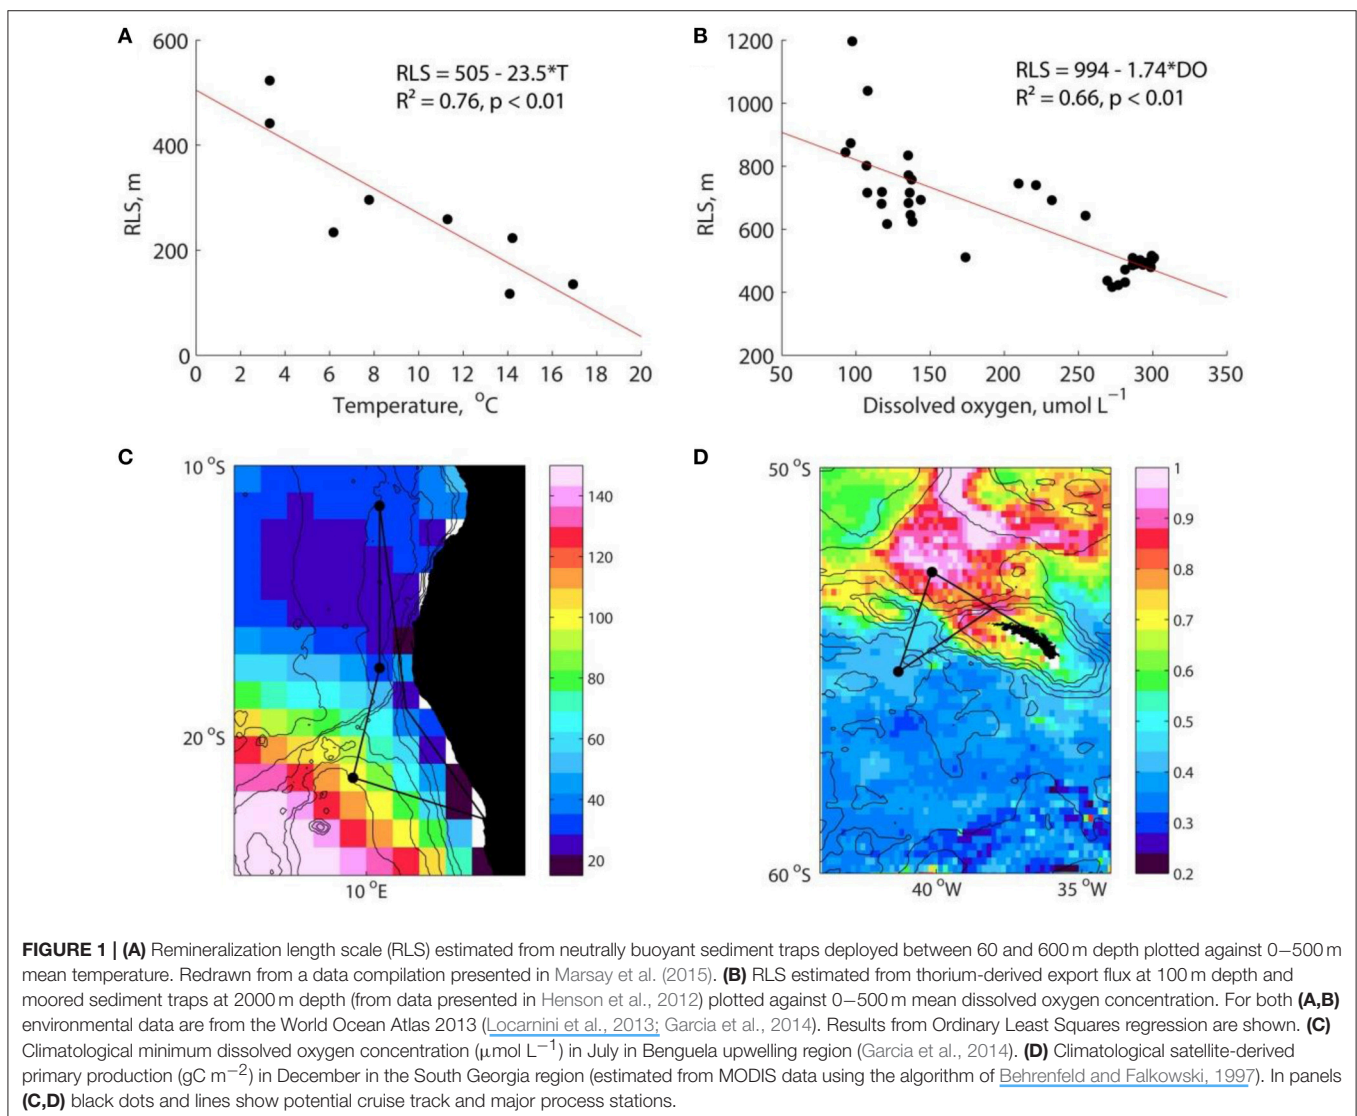 A
600
400
200
0
RLS, m
RLS = 505 - 23.5*T
R² = 0.76, p < 0.01
0 2 4 6 8 10 12 14 16 18 20
Temperature, °C
B
1200
1000
800
600
400
200
RLS, m
RLS = 994 - 1.74*DO
R² = 0.66, p < 0.01
50 100 150 200 250 300 350
Dissolved oxygen, umol L⁻¹
C
10 °S
20 °S
10 °E
140
120
100
80
60
40
20
D
50 °S
60 °S
40 °W 35 °W
1
0.9
0.8
0.7
0.6
0.5
0.4
0.3
0.2
FIGURE 1 | (A) Remineralization length scale (RLS) estimated from neutrally buoyant sediment traps deployed between 60 and 600 m depth plotted against 0–500 m
mean temperature. Redrawn from a data compilation presented in Marsay et al. (2015). (B) RLS estimated from thorium-derived export flux at 100 m depth and
moored sediment traps at 2000 m depth (from data presented in Henson et al., 2012) plotted against 0–500 m mean dissolved oxygen concentration. For both (A,B)
environmental data are from the World Ocean Atlas 2013 (Locarnini et al., 2013; Garcia et al., 2014). Results from Ordinary Least Squares regression are shown. (C)
Climatological minimum dissolved oxygen concentration (μmol L⁻¹) in July in Benguela upwelling region (Garcia et al., 2014). (D) Climatological satellite-derived
primary production (gC m⁻²) in December in the South Georgia region (estimated from MODIS data using the algorithm of Behrenfeld and Falkowski, 1997). In panels
(C,D) black dots and lines show potential cruise track and major process stations.